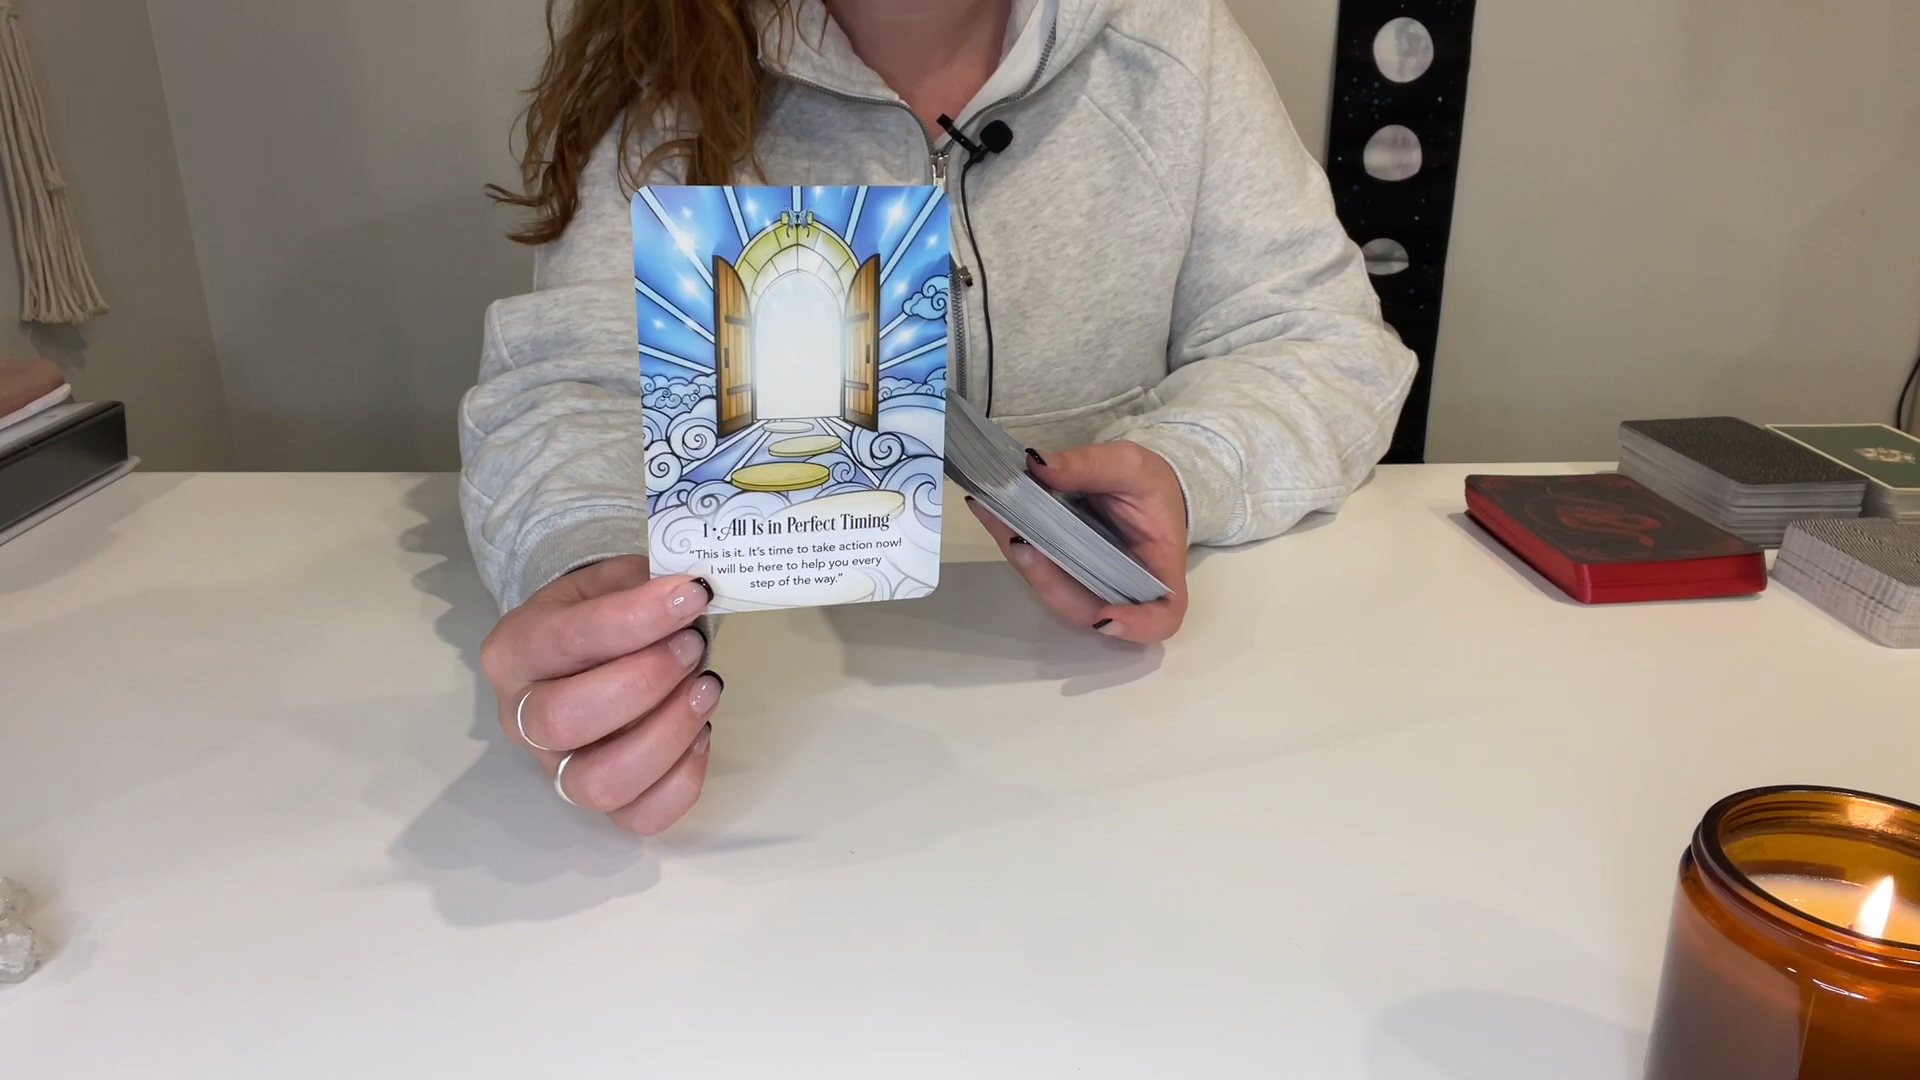 1 · All Is in Perfect Timing
“This is it. It’s time to take action now!
I will be here to help you every
step of the way.”